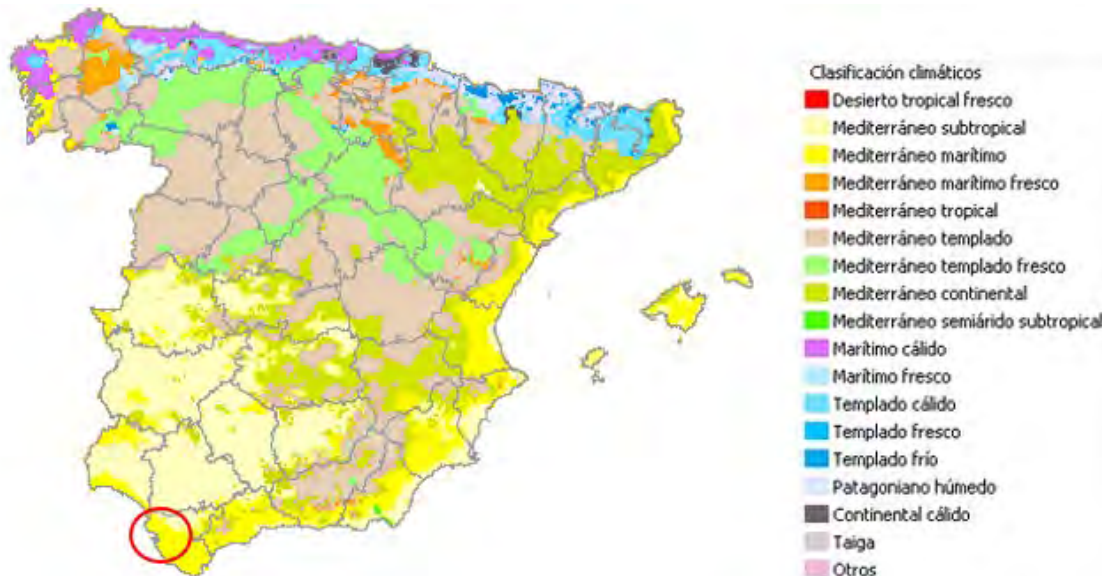 Clasificación climáticos
Desierto tropical fresco
Mediterráneo subtropical
Mediterráneo marítimo
Mediterráneo marítimo fresco
Mediterráneo tropical
Mediterráneo templado
Mediterráneo templado fresco
Mediterráneo continental
Mediterráneo semiárido subtropical
Marítimo cálido
Marítimo fresco
Templado cálido
Templado fresco
Templado frío
Patagoniano húmedo
Continental cálido
Taiga
Otros